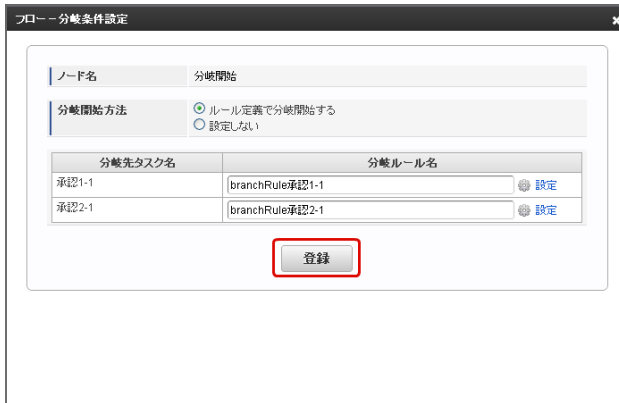 フロー－分岐条件設定
ノード名 分岐開始
分岐開始方法 ルール定義で分岐開始する
設定しない
分岐先タスク名 分岐ルール名
承認1-1 branchRule承認1-1 設定
承認2-1 branchRule承認2-1 設定
登録